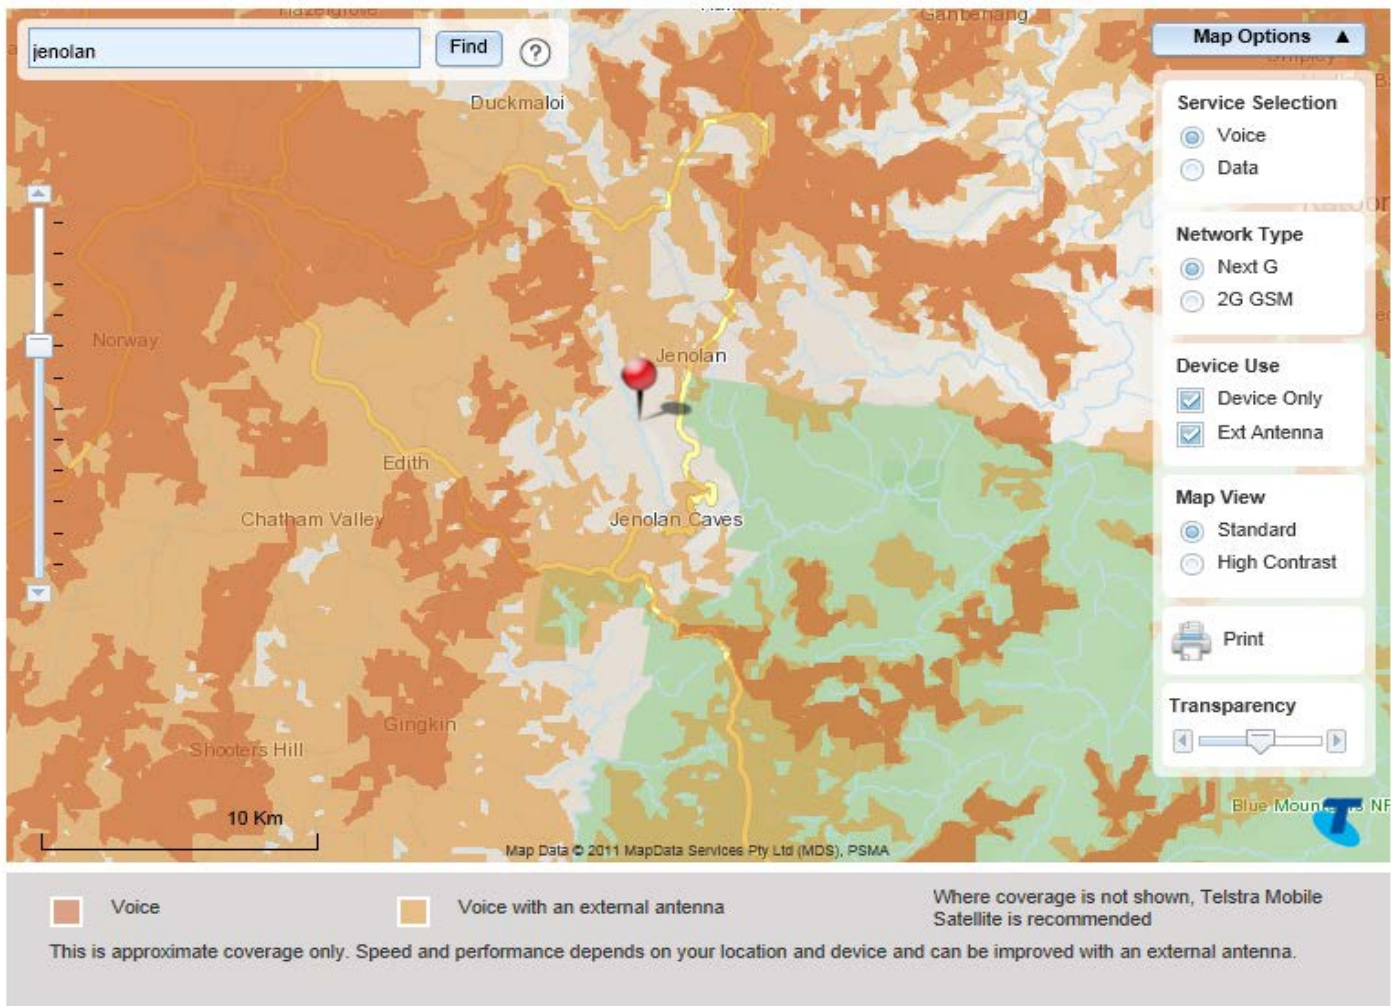 Hazelgrove
Ganbenang
jenolan
Find
?
Map Options ▲
Duckmaloi
Service Selection
Voice
Data
Network Type
Next G
2G GSM
Norway
Jenolan
Device Use
Device Only
Ext Antenna
Edith
Chatham Valley
Jenolan Caves
Map View
Standard
High Contrast
Print
Transparency
Gingkin
Shooters Hill
10 Km
Map Data © 2011 MapData Services Pty Ltd (MDS), PSMA
Voice
Voice with an external antenna
Where coverage is not shown, Telstra Mobile
Satellite is recommended
This is approximate coverage only. Speed and performance depends on your location and device and can be improved with an external antenna.